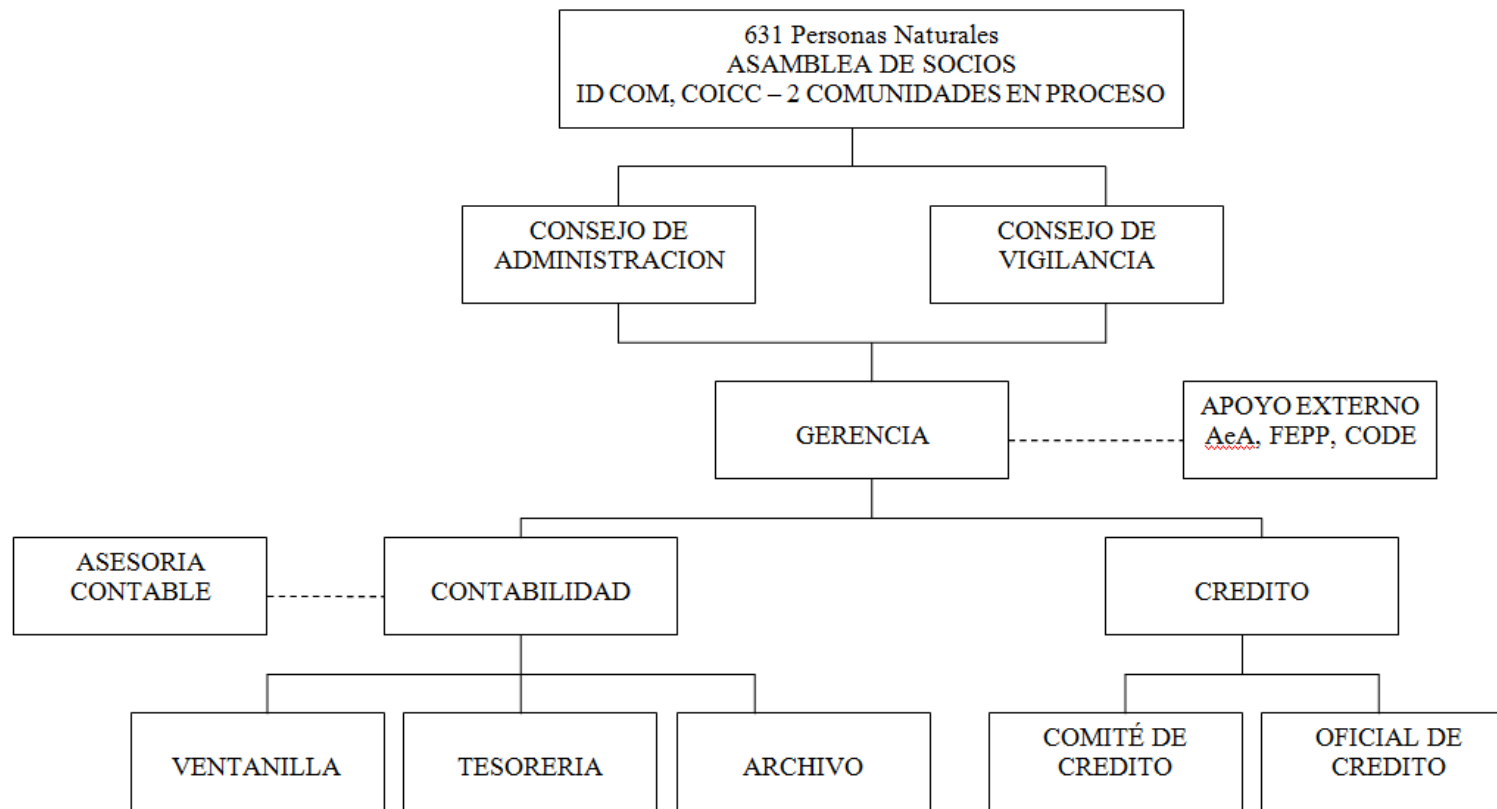 631 Personas Naturales
ASAMBLEA DE SOCIOS
ID COM, COICC – 2 COMUNIDADES EN PROCESO
CONSEJO DE
ADMINISTRACION
CONSEJO DE
VIGILANCIA
GERENCIA
APOYO EXTERNO
AeA, FEPP, CODE
ASESORIA
CONTABLE
CONTABILIDAD
CREDITO
VENTANILLA
TESORERIA
ARCHIVO
COMITÉ DE
CREDITO
OFICIAL DE
CREDITO